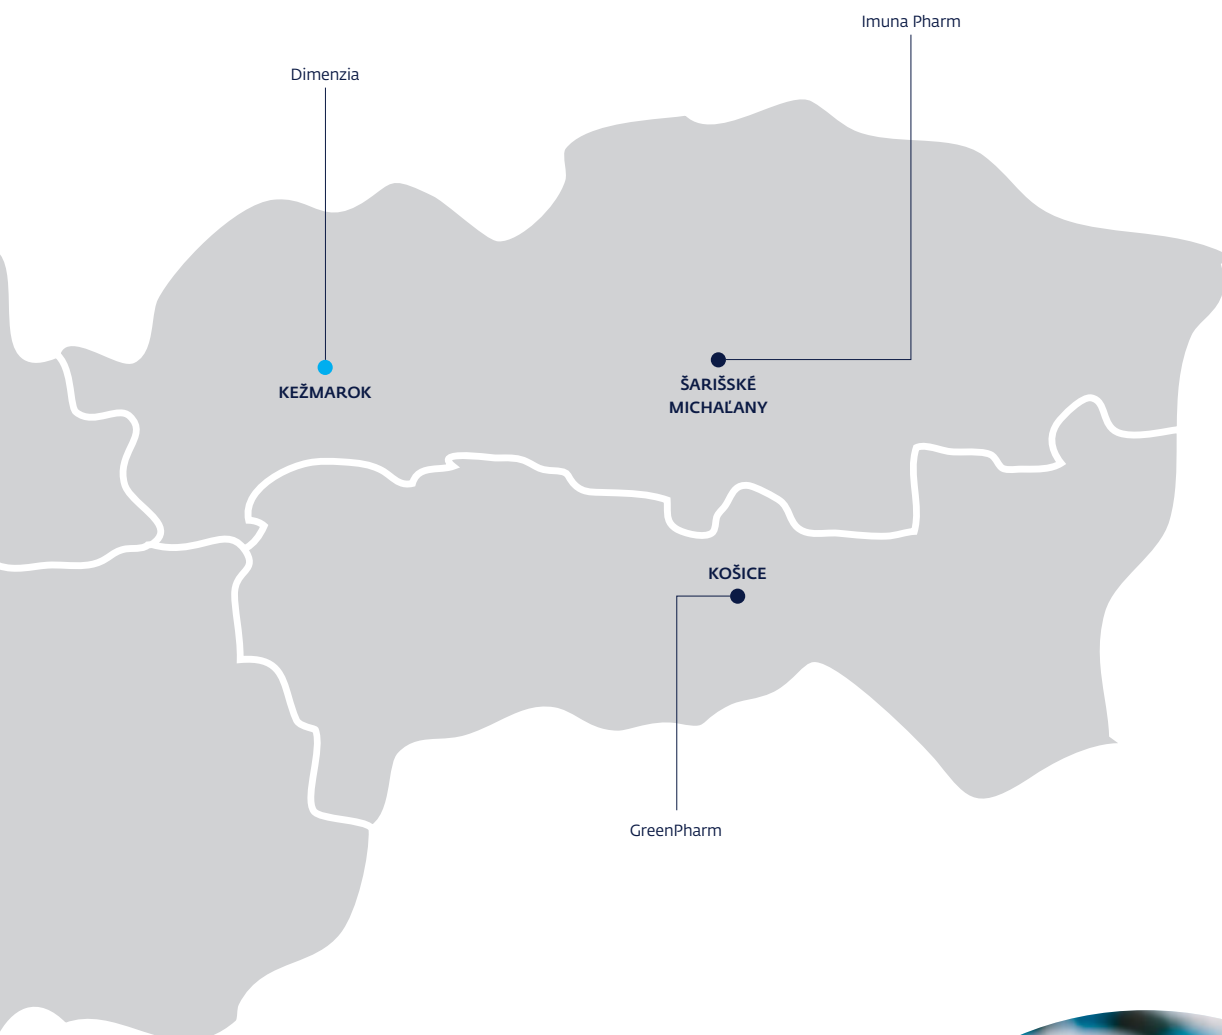 Imuna Pharm
Dimenzia
KEŽMAROK
ŠARIŠSKÉ
MICHAĽANY
KOŠICE
GreenPharm